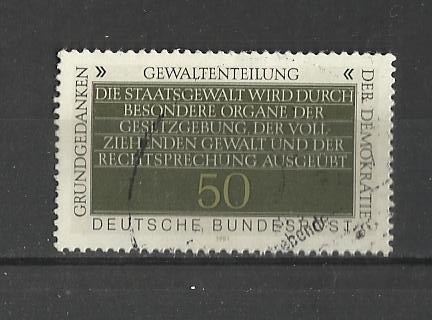 GRUNDGEDANKEN
» GEWALTENTEILUNG «
DER DEMOKRATIE
DIE STAATSGEWALT WIRD DURCH
BESONDERE ORGANE DER
GESETZGEBUNG, DER VOLL
ZIEHENDEN GEWALT UND DER
RECHTSPRECHUNG AUSGEÜBT
50
DEUTSCHE BUNDESPOST
1981